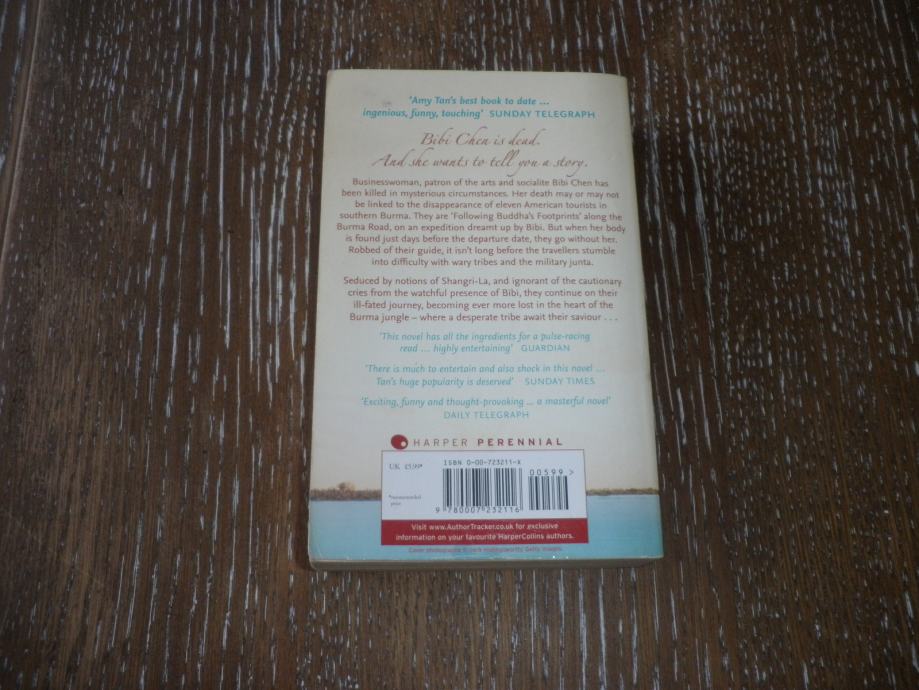 'Amy Tan's best book to date ...
ingenious, funny, touching' SUNDAY TELEGRAPH
Bibi Chen is dead.
And she wants to tell you a story.
Businesswoman, patron of the arts and socialite Bibi Chen has
been killed in mysterious circumstances. Her death may or may not
be linked to the disappearance of eleven American tourists in
southern Burma. They are 'Following Buddha's Footprints' along the
Burma Road, on an expedition dreamt up by Bibi. But when her body
is found just days before the departure date, they go without her.
Robbed of their guide, it isn't long before the travellers stumble
into difficulty with wary tribes and the military junta.
Seduced by notions of Shangri-La, and ignorant of the cautionary
cries from the watchful presence of Bibi, they continue on their
ill-fated journey, becoming ever more lost in the heart of the
Burma jungle – where a desperate tribe await their saviour . . .
'This novel has all the ingredients for a pulse-racing
read ... highly entertaining' GUARDIAN
'There is much to entertain and also shock in this novel ...
Tan's huge popularity is deserved' SUNDAY TIMES
'Exciting, funny and thought-provoking ... a masterful novel'
DAILY TELEGRAPH
HARPER PERENNIAL
ISBN 0-00-723211-X
UK £5.99*
00599 >
*recommended
price
9 780007 232116
Visit www.AuthorTracker.co.uk for exclusive
information on your favourite HarperCollins authors.
Cover photographs © Getty Images